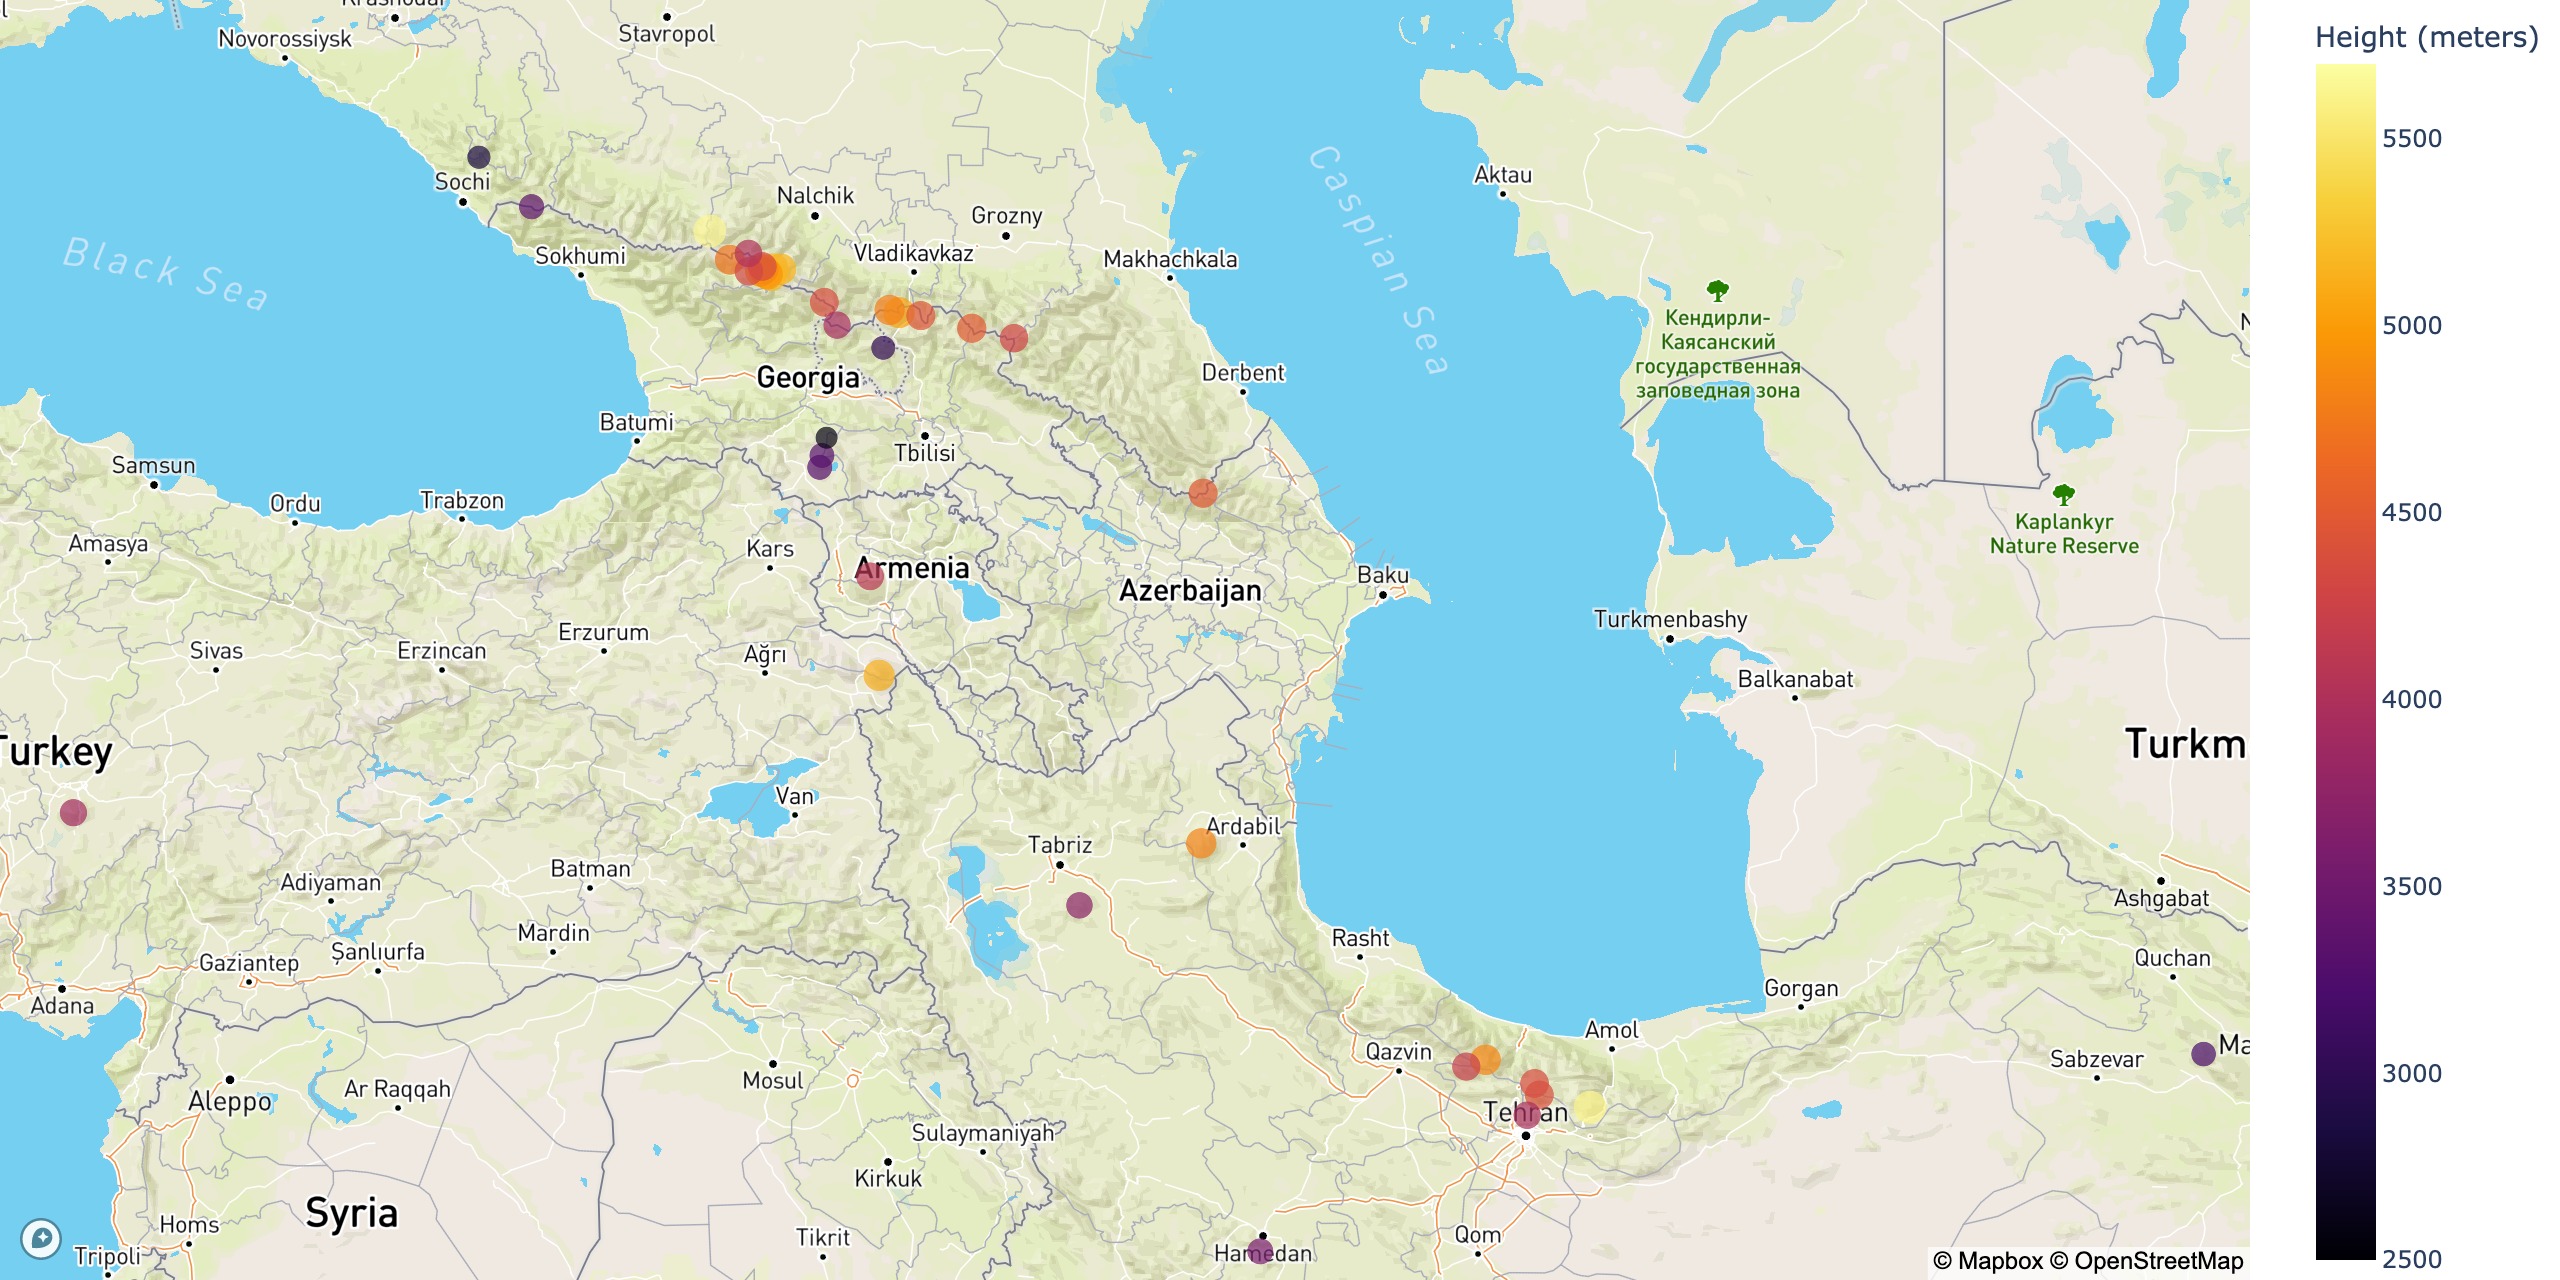 Krasnodar
Stavropol
Novorossiysk
Sochi
Nalchik
Grozny
Aktau
Black Sea
Caspian Sea
Sokhumi
Vladikavkaz
Makhachkala
Кендирли-
Каясанский
государственная
заповедная зона
Georgia
Derbent
Batumi
Tbilisi
Samsun
Ordu
Trabzon
Kaplankyr
Nature Reserve
Amasya
Kars
Armenia
Azerbaijan
Baku
Turkmenbashy
Sivas
Erzincan
Erzurum
Ağrı
Balkanabat
Turkey
Turkm
Van
Ardabil
Tabriz
Batman
Adiyaman
Ashgabat
Mardin
Rasht
Gaziantep
Şanlıurfa
Quchan
Adana
Gorgan
Amol
Qazvin
Sabzevar
Ma
Mosul
Aleppo
Ar Raqqah
Tehran
Sulaymaniyah
Kirkuk
Syria
Homs
Tikrit
Qom
Hamedan
Tripoli
© Mapbox © OpenStreetMap
Height (meters)
5500
5000
4500
4000
3500
3000
2500